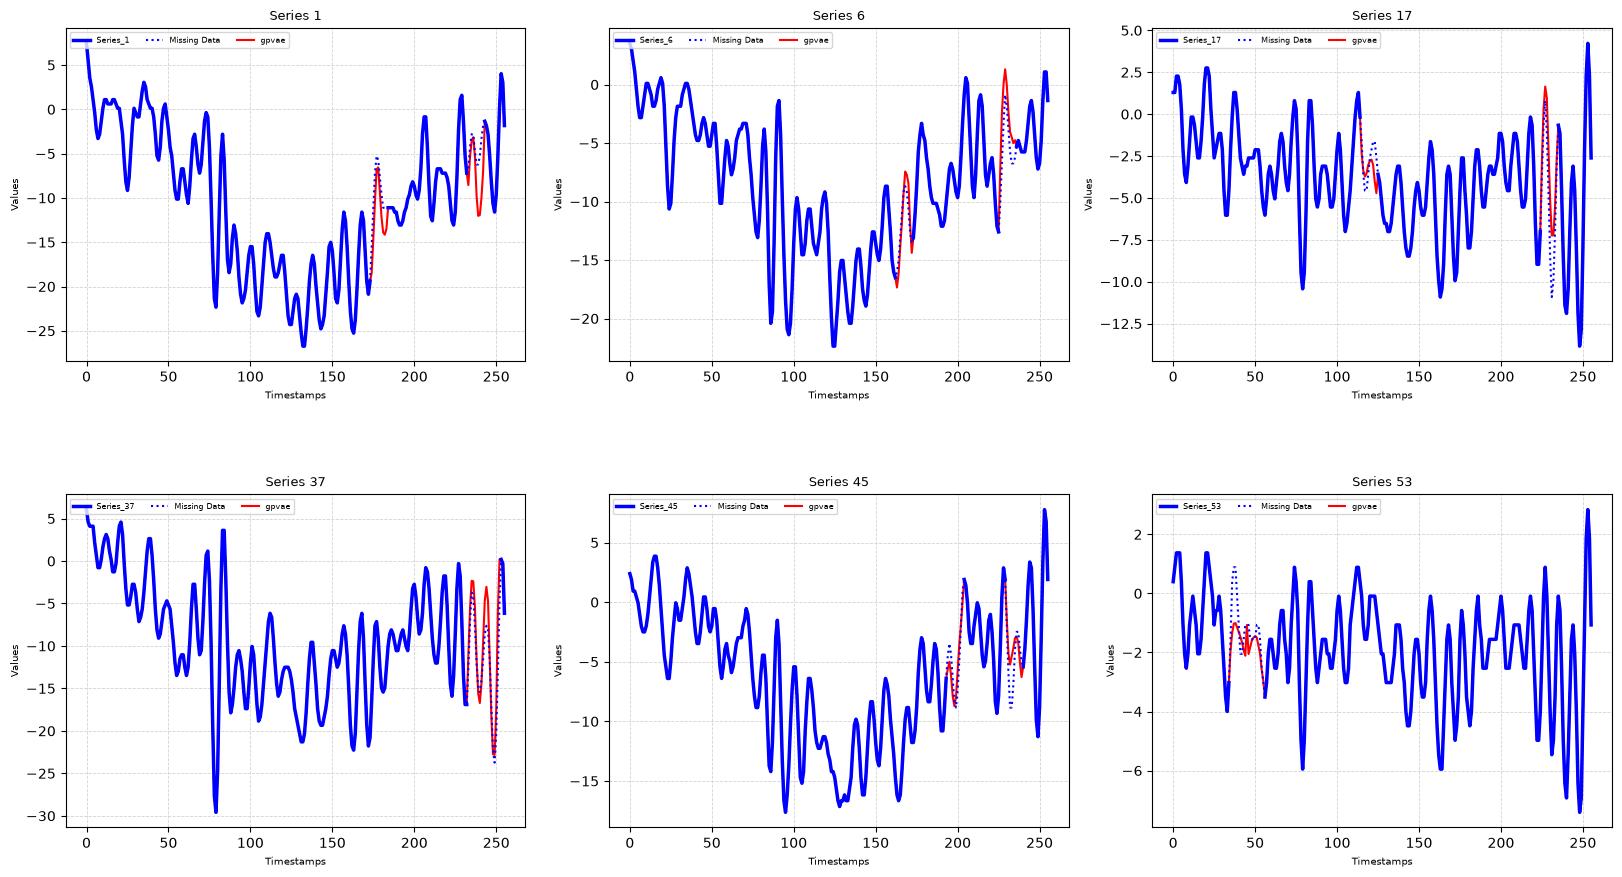 Series 1
Series_1 Missing Data gpvae
5
0
−5
−10
−15
−20
−25
Values
0 50 100 150 200 250
Timestamps
Series 6
Series_6 Missing Data gpvae
0
−5
−10
−15
−20
Values
0 50 100 150 200 250
Timestamps
Series 17
Series_17 Missing Data gpvae
5.0
2.5
0.0
−2.5
−5.0
−7.5
−10.0
−12.5
Values
0 50 100 150 200 250
Timestamps
Series 37
Series_37 Missing Data gpvae
5
0
−5
−10
−15
−20
−25
−30
Values
0 50 100 150 200 250
Timestamps
Series 45
Series_45 Missing Data gpvae
5
0
−5
−10
−15
Values
0 50 100 150 200 250
Timestamps
Series 53
Series_53 Missing Data gpvae
2
0
−2
−4
−6
Values
0 50 100 150 200 250
Timestamps